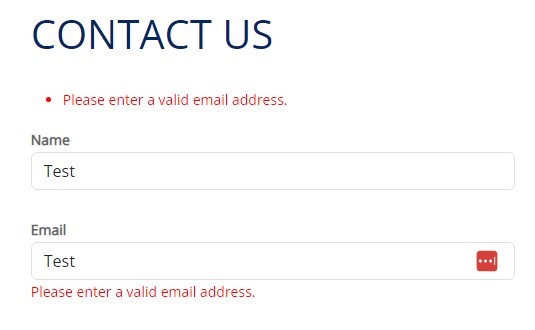 CONTACT US
• Please enter a valid email address.
Name
Test
Email
Test
Please enter a valid email address.